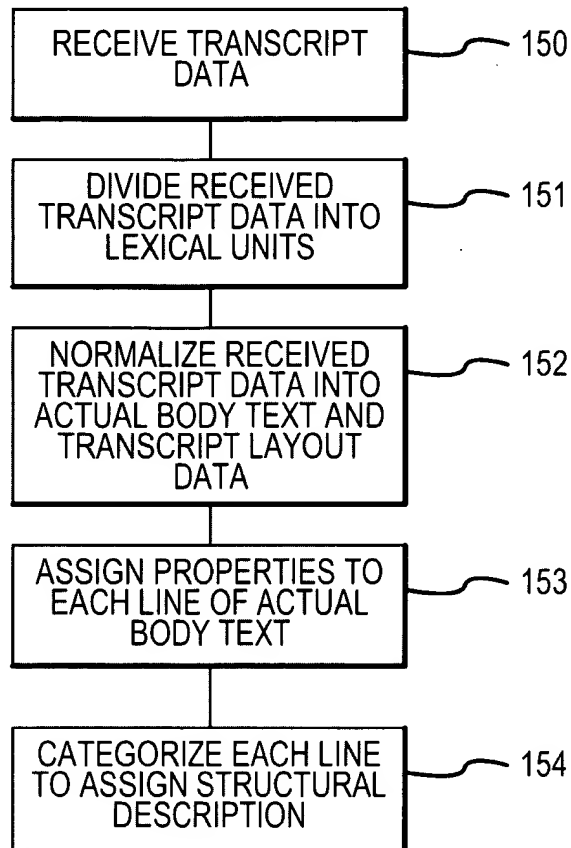 RECEIVE TRANSCRIPT
DATA
150
DIVIDE RECEIVED
TRANSCRIPT DATA INTO
LEXICAL UNITS
151
NORMALIZE RECEIVED
TRANSCRIPT DATA INTO
ACTUAL BODY TEXT AND
TRANSCRIPT LAYOUT
DATA
152
ASSIGN PROPERTIES TO
EACH LINE OF ACTUAL
BODY TEXT
153
CATEGORIZE EACH LINE
TO ASSIGN STRUCTURAL
DESCRIPTION
154